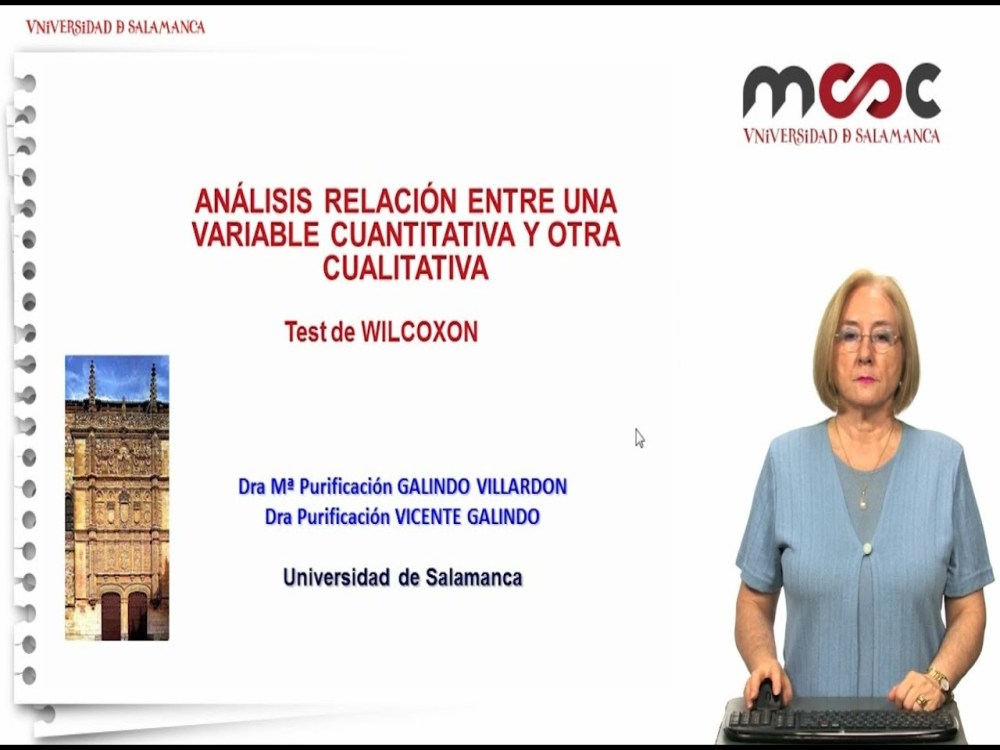 VNiVERSiDAD Ð SALAMANCA
mooc
VNiVERSiDAD Ð SALAMANCA
ANÁLISIS RELACIÓN ENTRE UNA
VARIABLE CUANTITATIVA Y OTRA
CUALITATIVA
Test de WILCOXON
Dra Mª Purificación GALINDO VILLARDON
Dra Purificación VICENTE GALINDO
Universidad de Salamanca